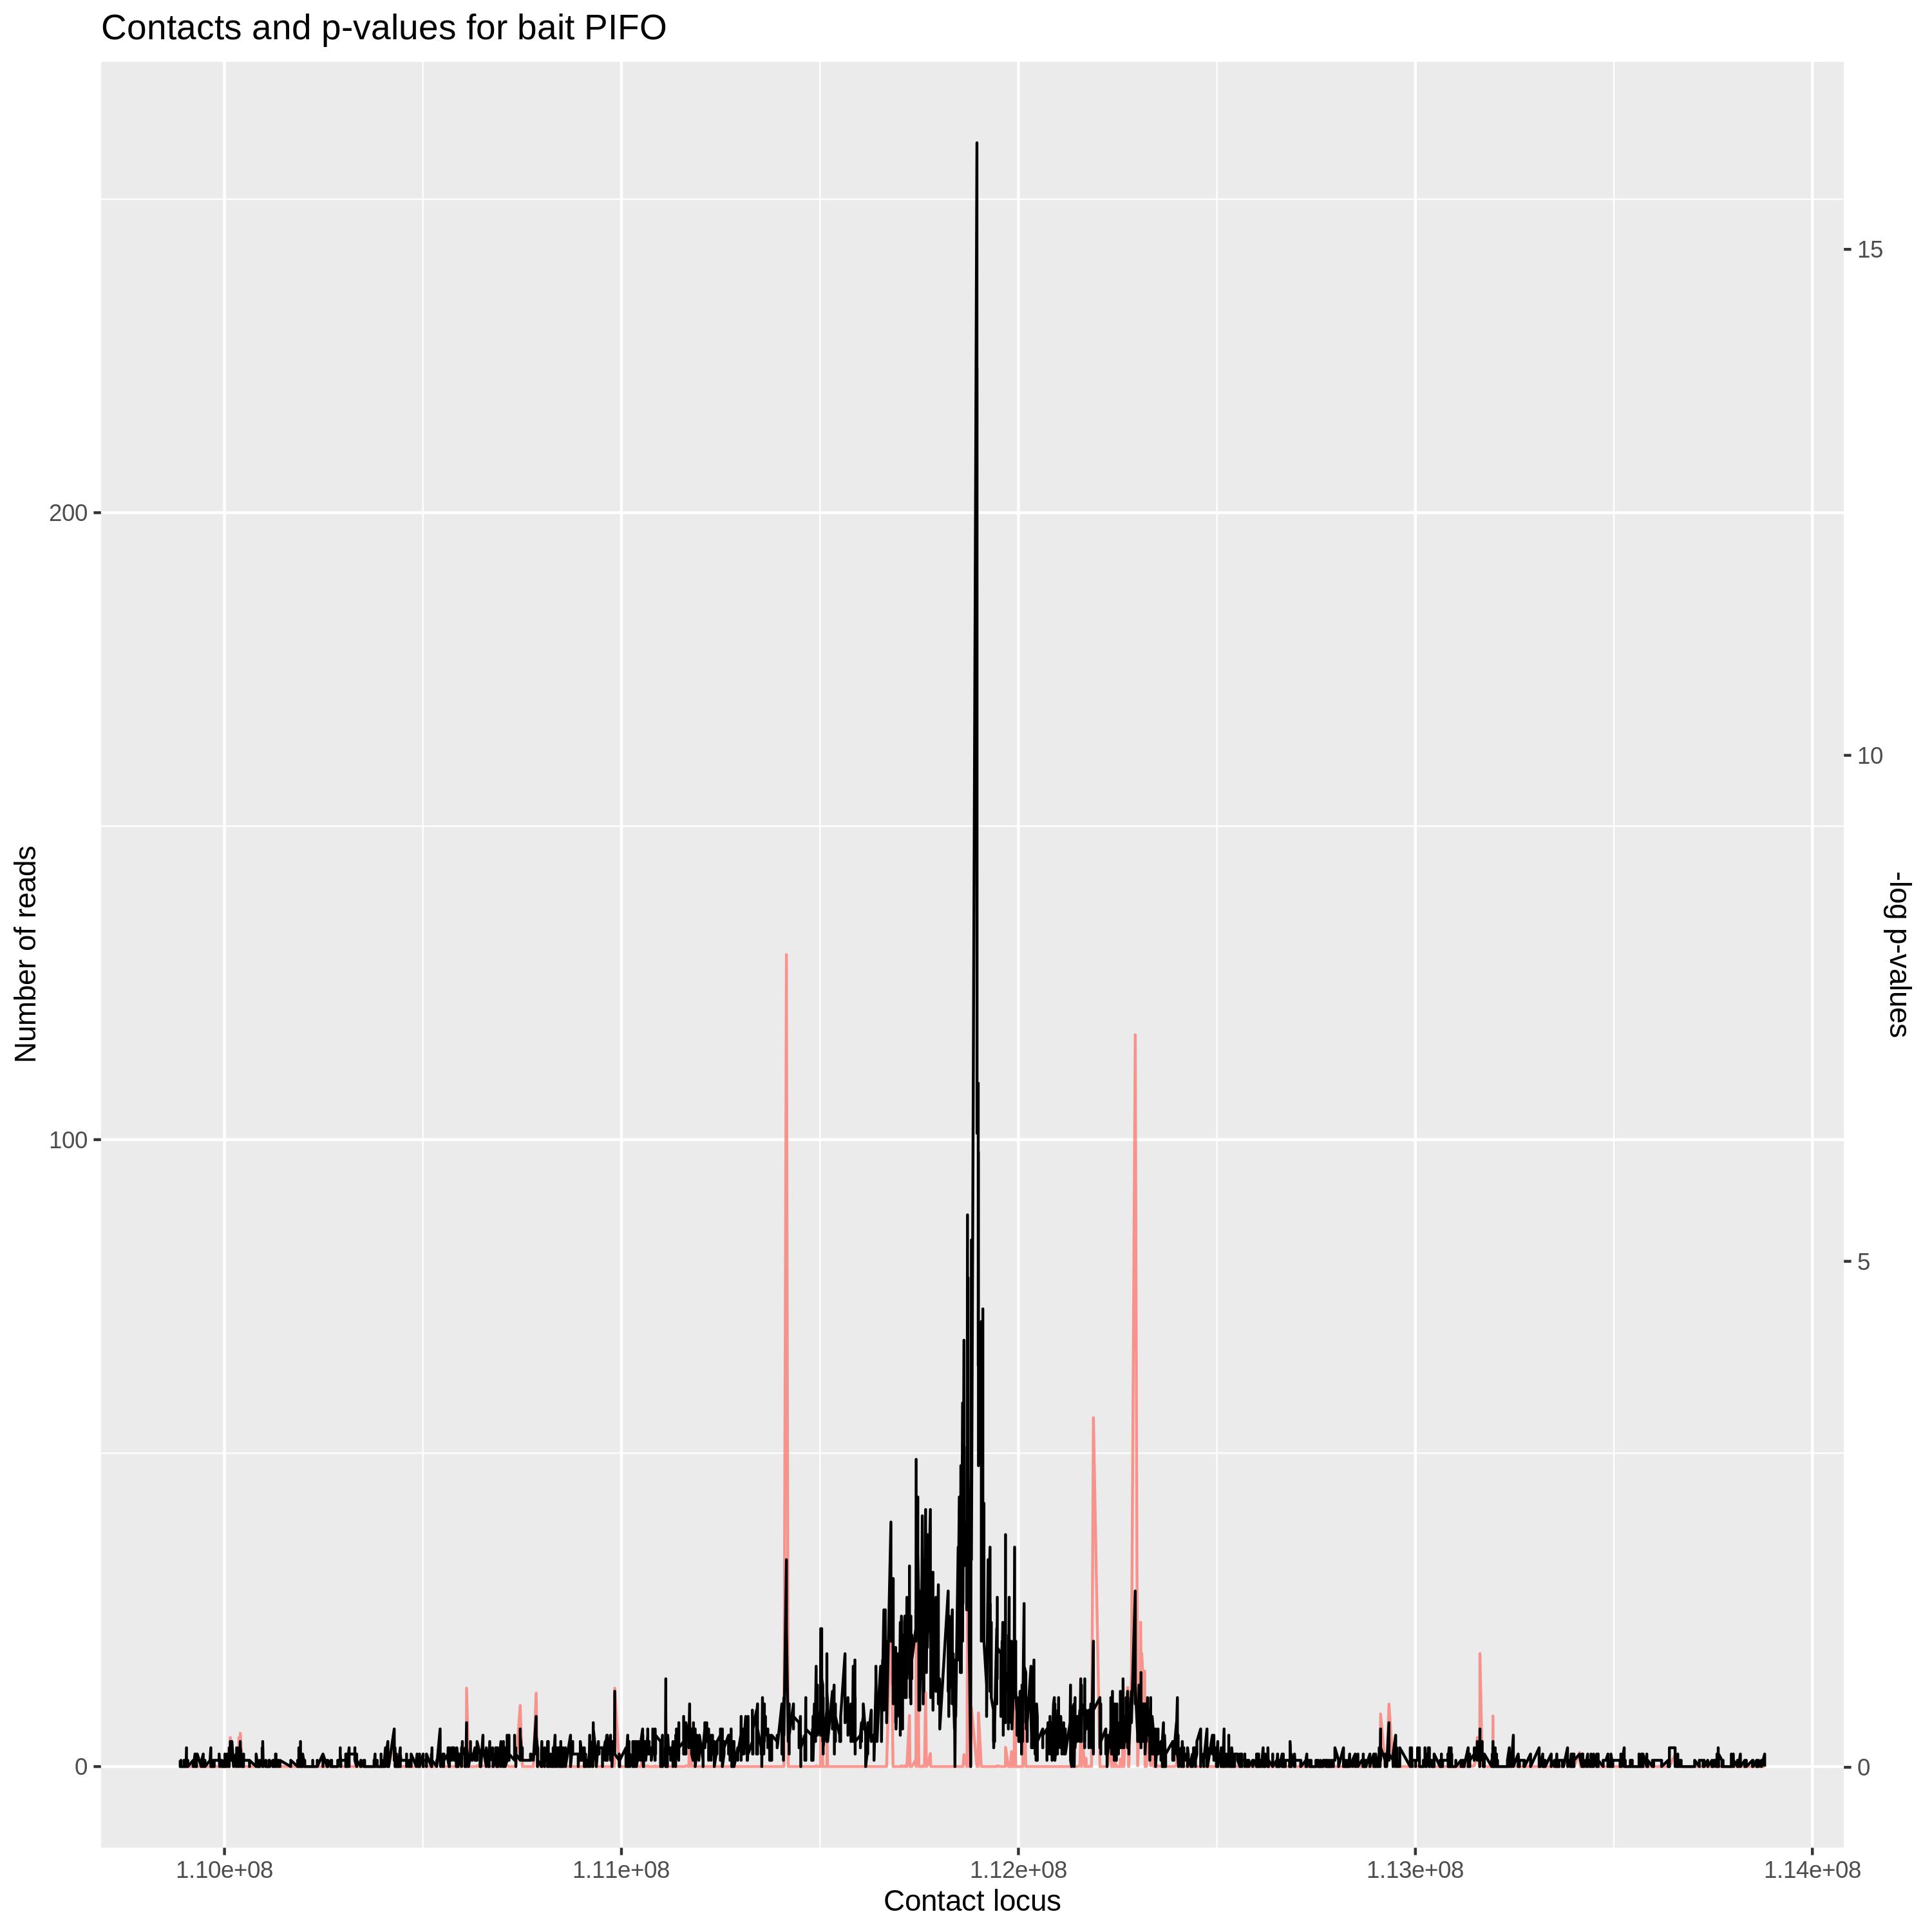 Contacts and p-values for bait PIFO
Number of reads
200
100
0
15
10
5
0
-log p-values
1.10e+08
1.11e+08
1.12e+08
1.13e+08
1.14e+08
Contact locus